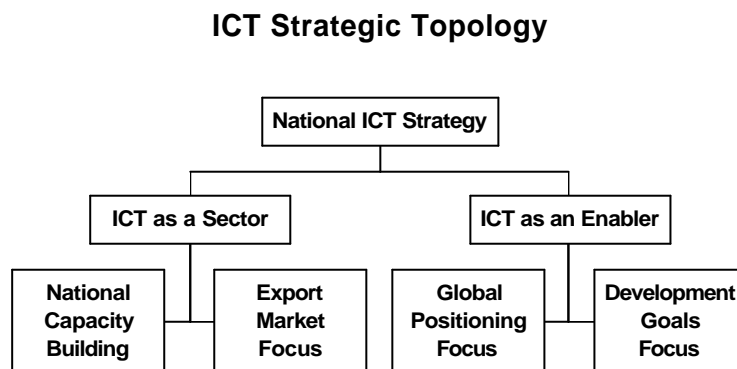 ICT Strategic Topology
National ICT Strategy
ICT as a Sector
ICT as an Enabler
National
Capacity
Building
Export
Market
Focus
Global
Positioning
Focus
Development
Goals
Focus